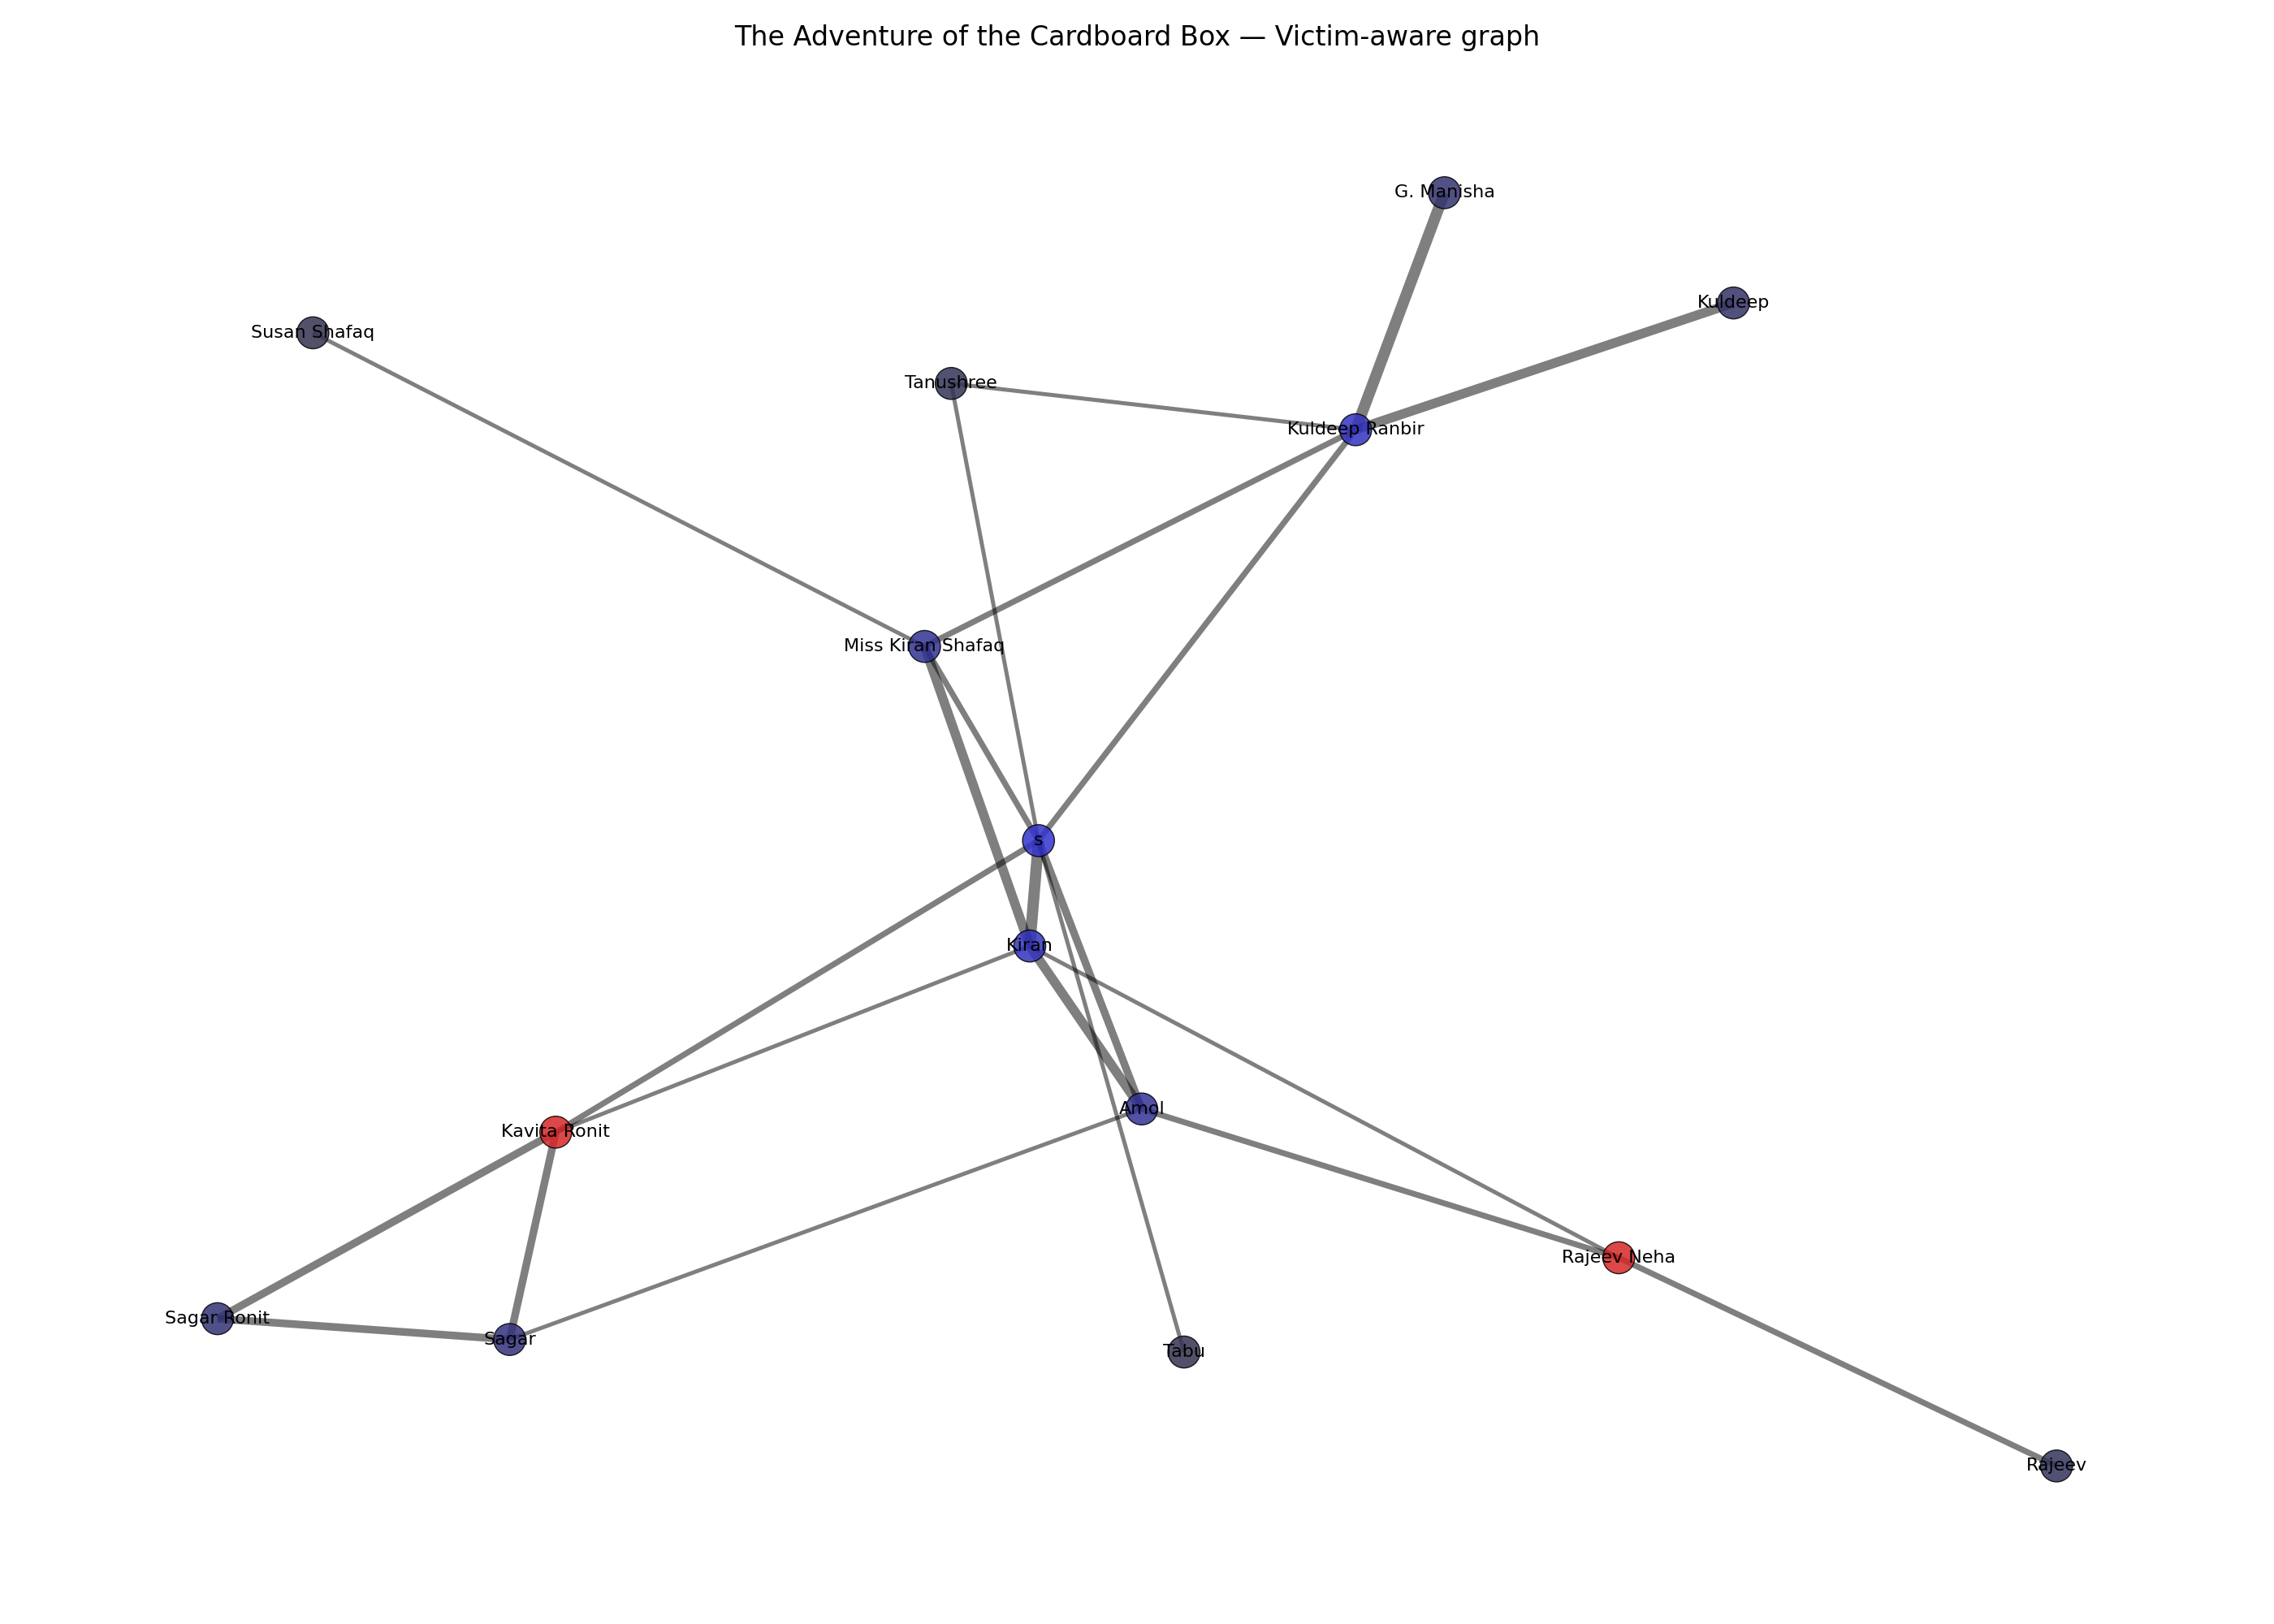 The Adventure of the Cardboard Box — Victim-aware graph
G. Manisha
Kuldeep
Susan Shafaq
Tanushree
Kuldeep Ranbir
Miss Kiran Shafaq
s
Kiran
Amol
Kavita Ronit
Rajeev Neha
Sagar Ronit
Sagar
Tabu
Rajeev